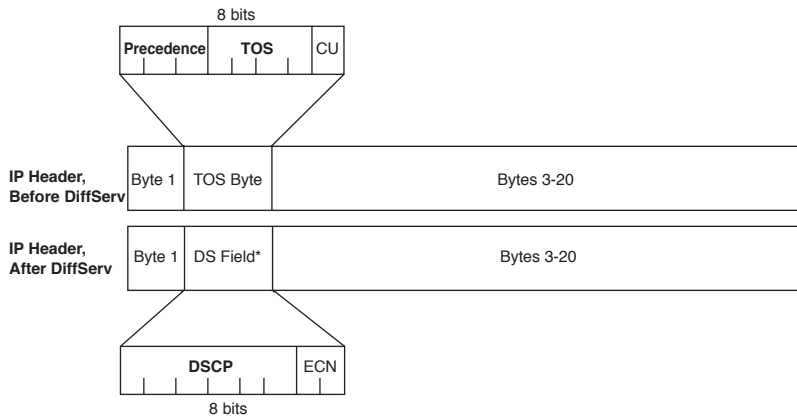 8 bits
Precedence TOS CU
IP Header,
Before DiffServ
Byte 1 TOS Byte Bytes 3-20
IP Header,
After DiffServ
Byte 1 DS Field* Bytes 3-20
DSCP ECN
8 bits